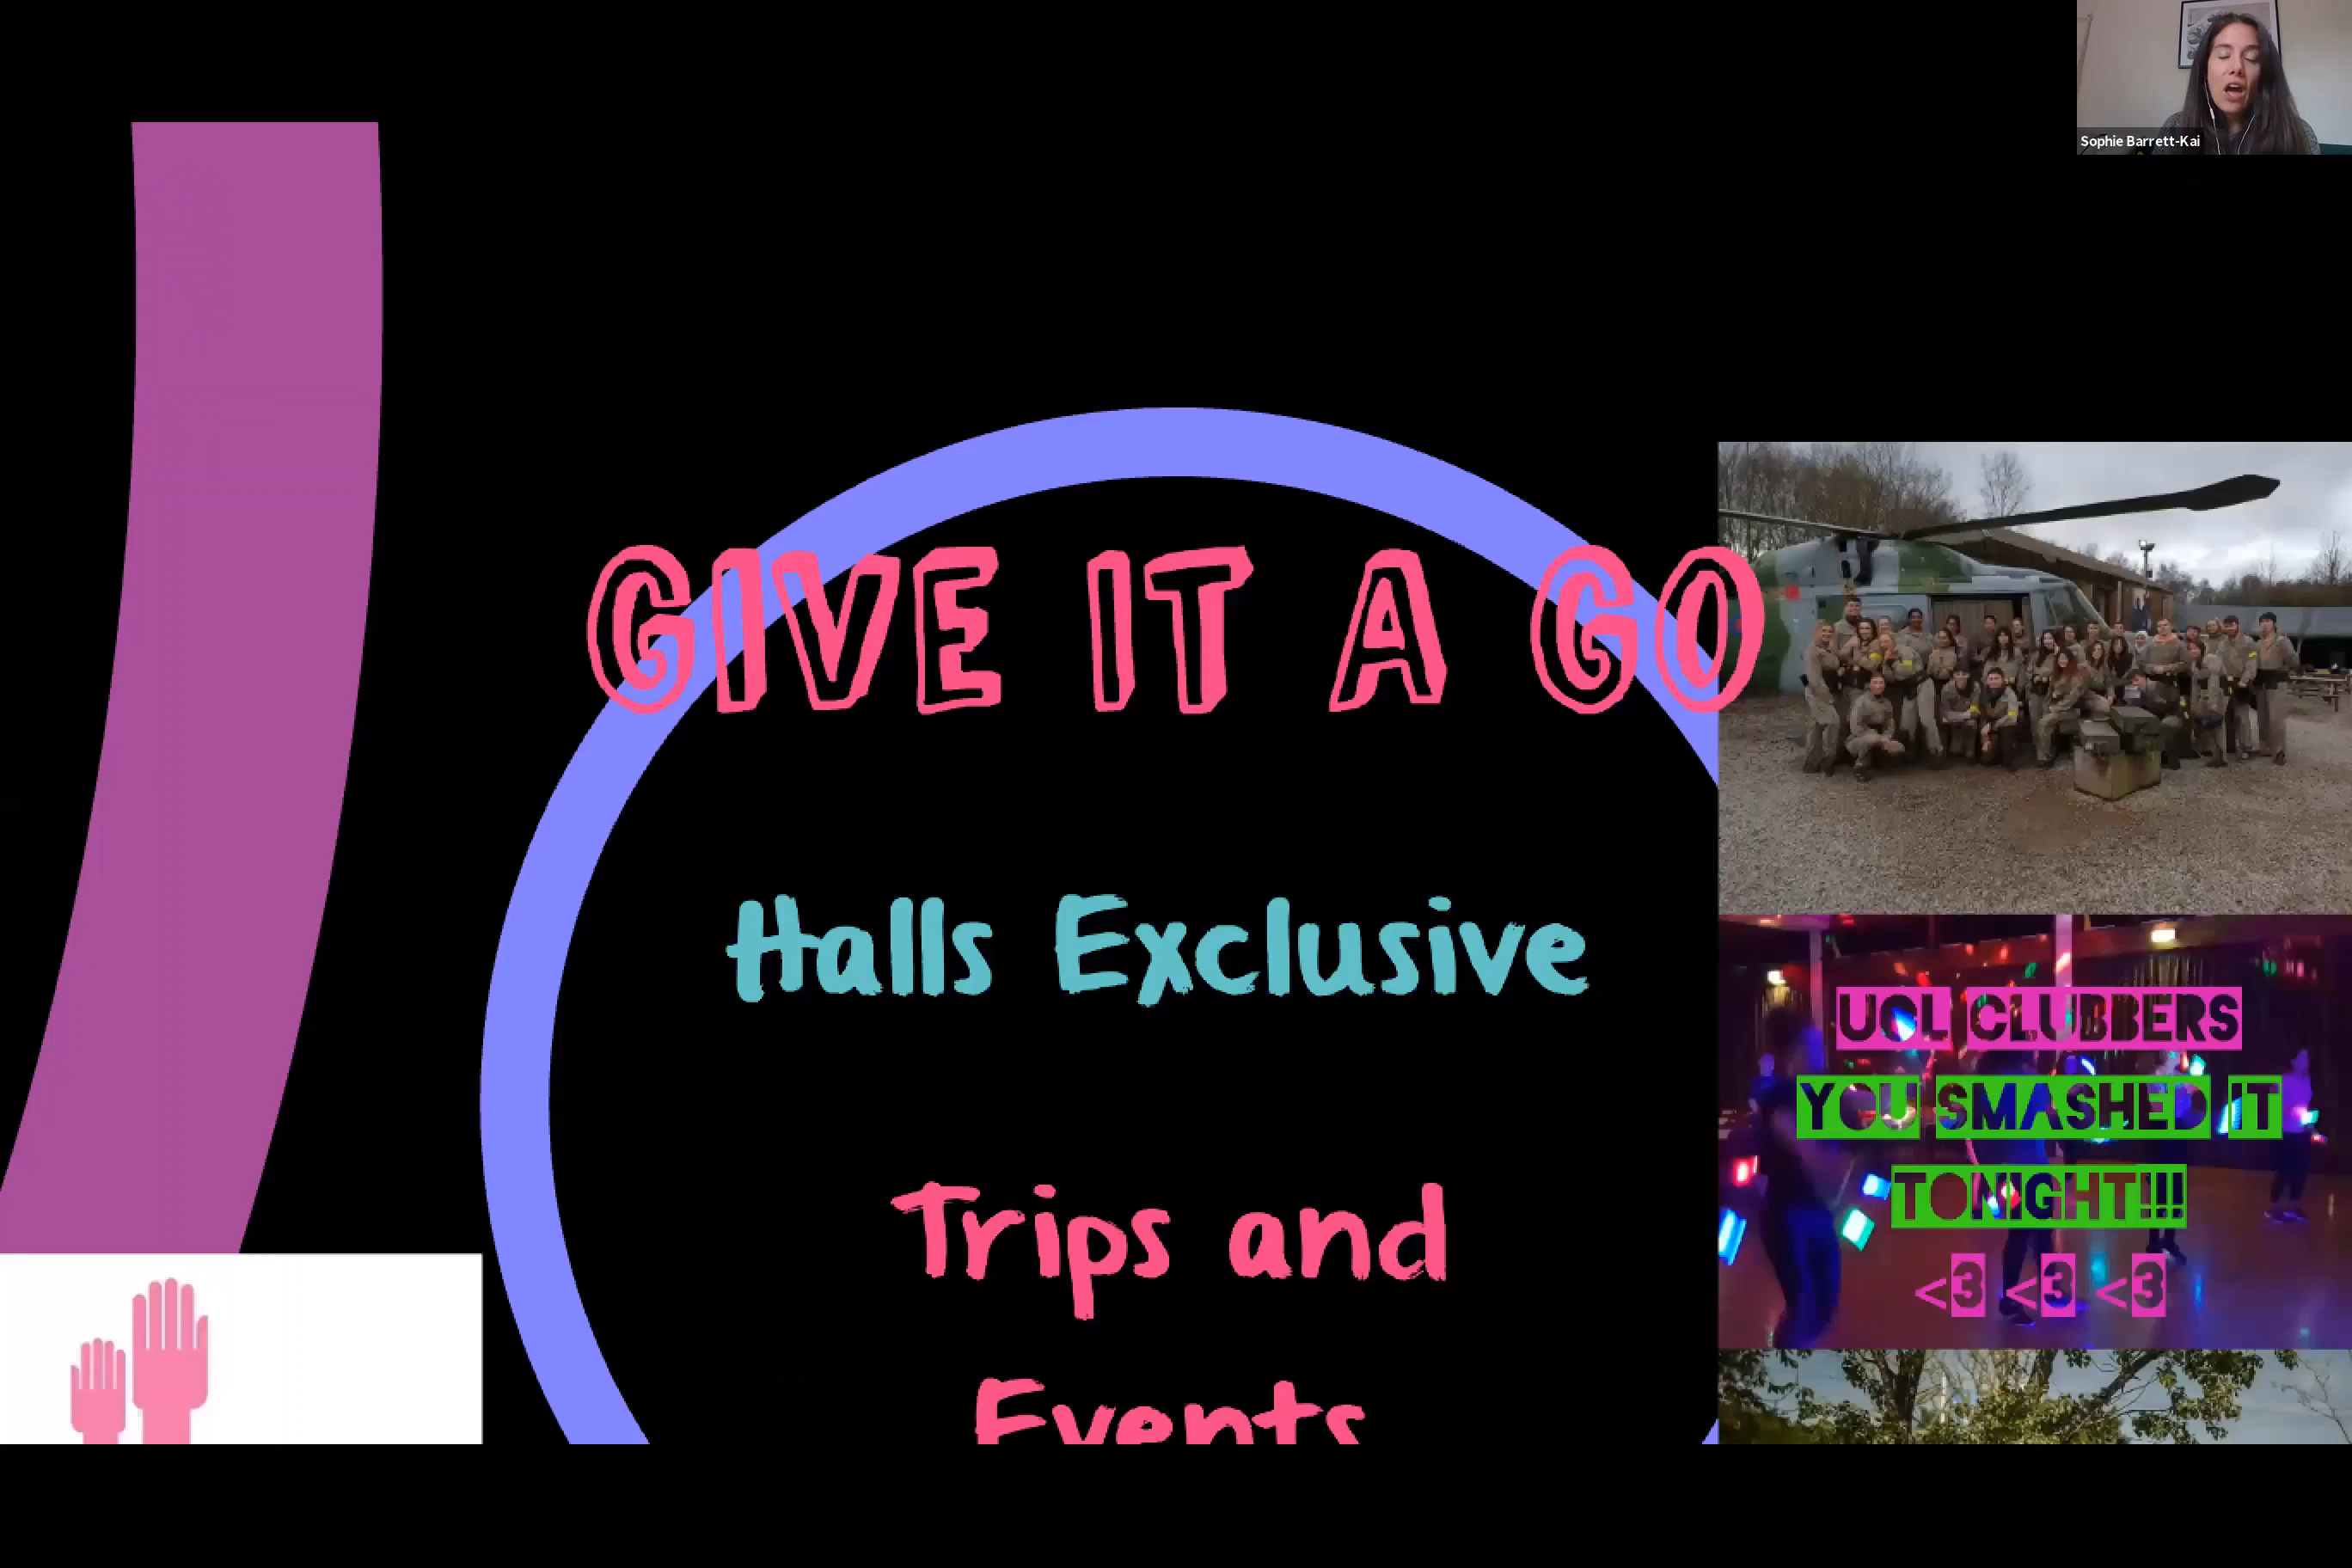 Sophie Barrett-Kai
GIVE IT A GO
Halls Exclusive
Trips and
Events
UCL CLUBBERS
YOU SMASHED IT
TONIGHT!!!
<3 <3 <3